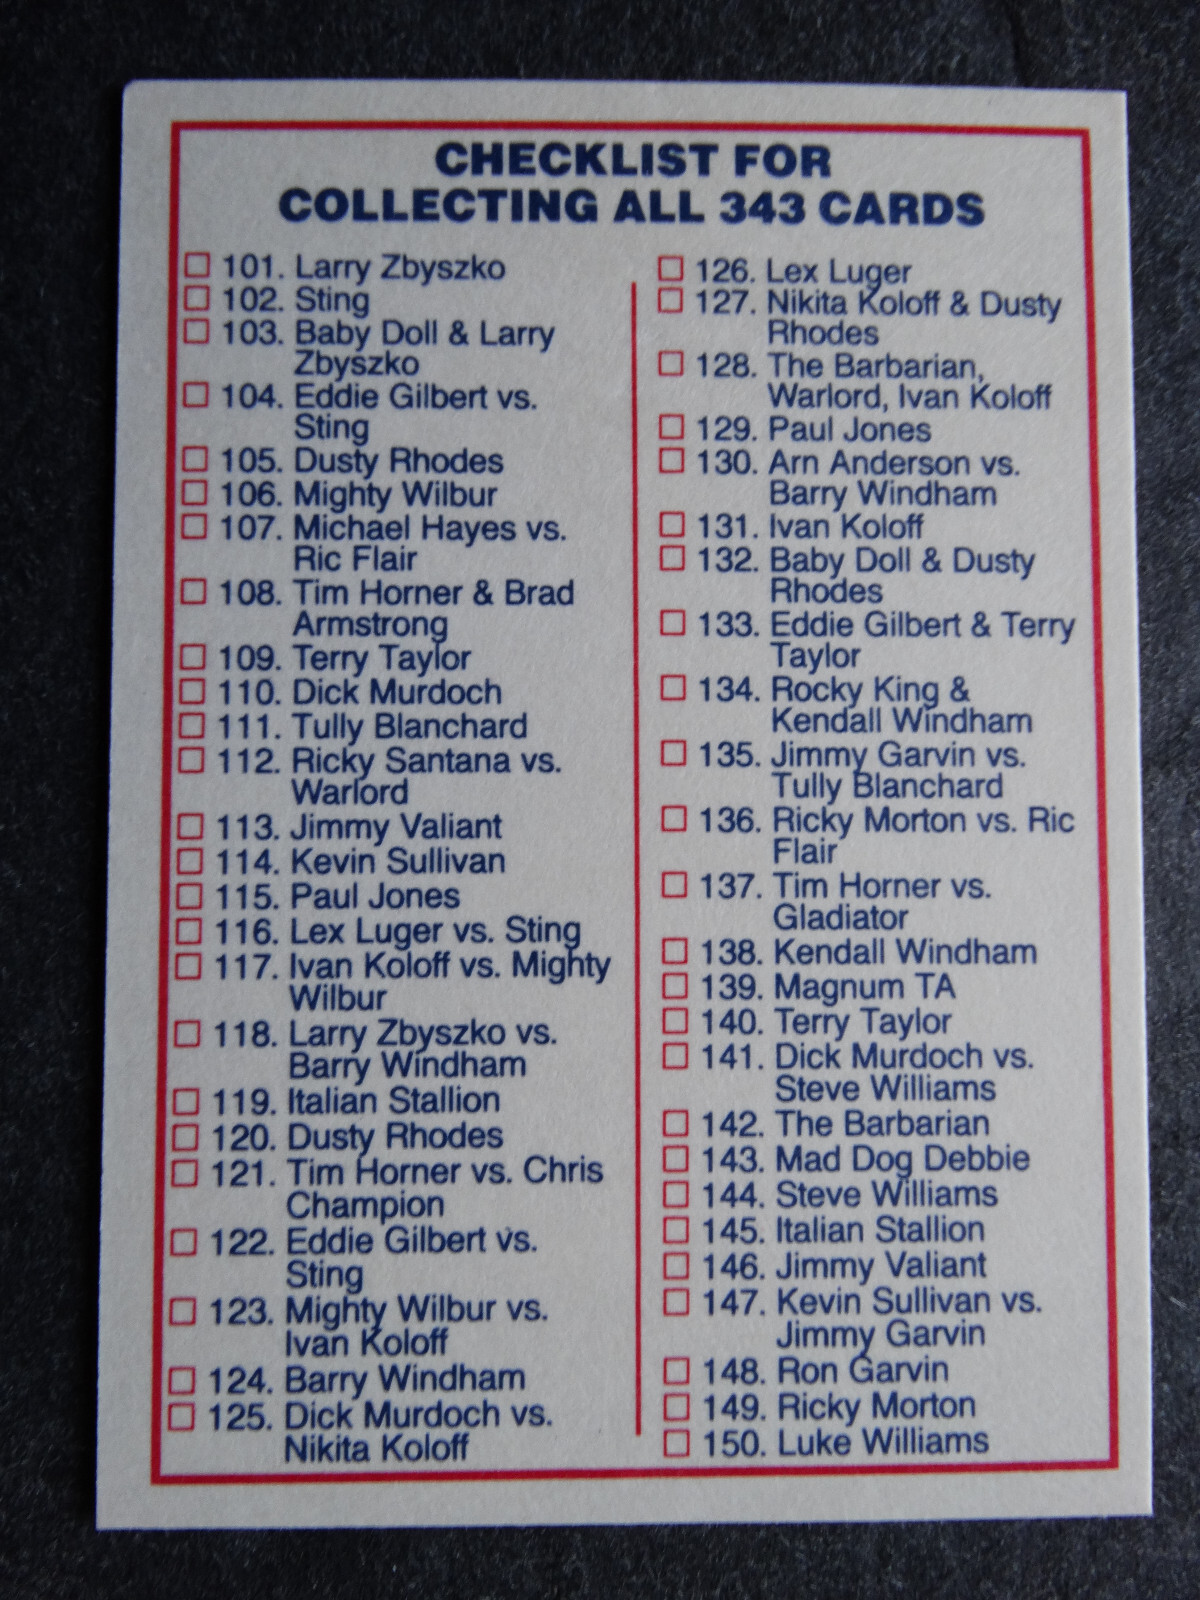 CHECKLIST FOR
COLLECTING ALL 343 CARDS
101. Larry Zbyszko
102. Sting
103. Baby Doll & Larry
Zbyszko
104. Eddie Gilbert vs.
Sting
105. Dusty Rhodes
106. Mighty Wilbur
107. Michael Hayes vs.
Ric Flair
108. Tim Horner & Brad
Armstrong
109. Terry Taylor
110. Dick Murdoch
111. Tully Blanchard
112. Ricky Santana vs.
Warlord
113. Jimmy Valiant
114. Kevin Sullivan
115. Paul Jones
116. Lex Luger vs. Sting
117. Ivan Koloff vs. Mighty
Wilbur
118. Larry Zbyszko vs.
Barry Windham
119. Italian Stallion
120. Dusty Rhodes
121. Tim Horner vs. Chris
Champion
122. Eddie Gilbert vs.
Sting
123. Mighty Wilbur vs.
Ivan Koloff
124. Barry Windham
125. Dick Murdoch vs.
Nikita Koloff
126. Lex Luger
127. Nikita Koloff & Dusty
Rhodes
128. The Barbarian,
Warlord, Ivan Koloff
129. Paul Jones
130. Arn Anderson vs.
Barry Windham
131. Ivan Koloff
132. Baby Doll & Dusty
Rhodes
133. Eddie Gilbert & Terry
Taylor
134. Rocky King &
Kendall Windham
135. Jimmy Garvin vs.
Tully Blanchard
136. Ricky Morton vs. Ric
Flair
137. Tim Horner vs.
Gladiator
138. Kendall Windham
139. Magnum TA
140. Terry Taylor
141. Dick Murdoch vs.
Steve Williams
142. The Barbarian
143. Mad Dog Debbie
144. Steve Williams
145. Italian Stallion
146. Jimmy Valiant
147. Kevin Sullivan vs.
Jimmy Garvin
148. Ron Garvin
149. Ricky Morton
150. Luke Williams